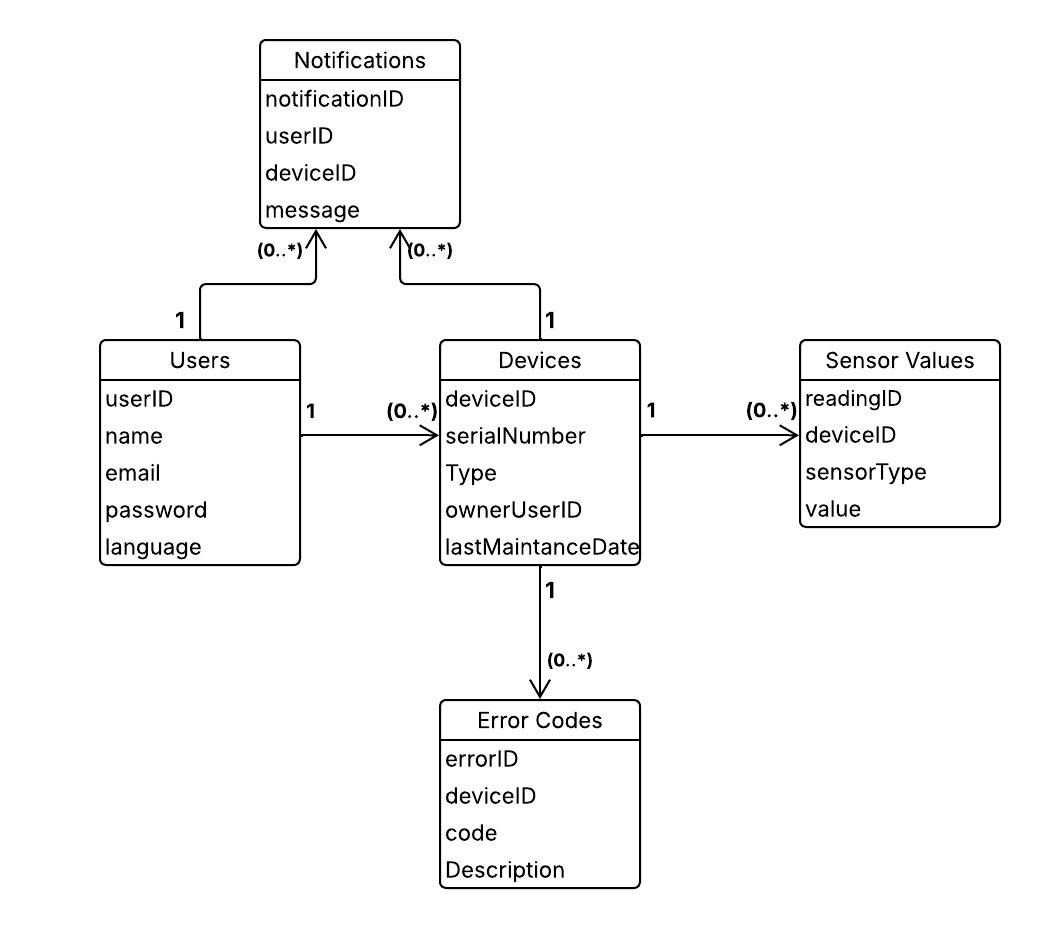 Notifications
notificationID
userID
deviceID
message
(0..*)
(0..*)
1
1
Users
userID
name
email
password
language
1
(0..*)
Devices
deviceID
serialNumber
Type
ownerUserID
lastMaintanceDate
1
(0..*)
Sensor Values
readingID
deviceID
sensorType
value
1
(0..*)
Error Codes
errorID
deviceID
code
Description